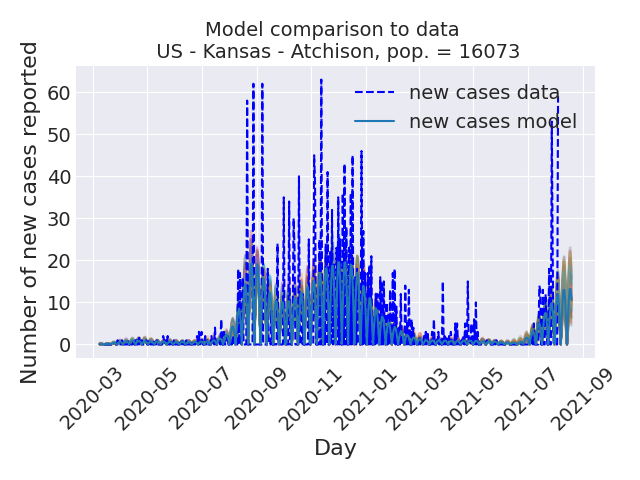 Model comparison to data
US - Kansas - Atchison, pop. = 16073
Number of new cases reported
60
50
40
30
20
10
0
new cases data
new cases model
2020-03
2020-05
2020-07
2020-09
2020-11
2021-01
2021-03
2021-05
2021-07
2021-09
Day